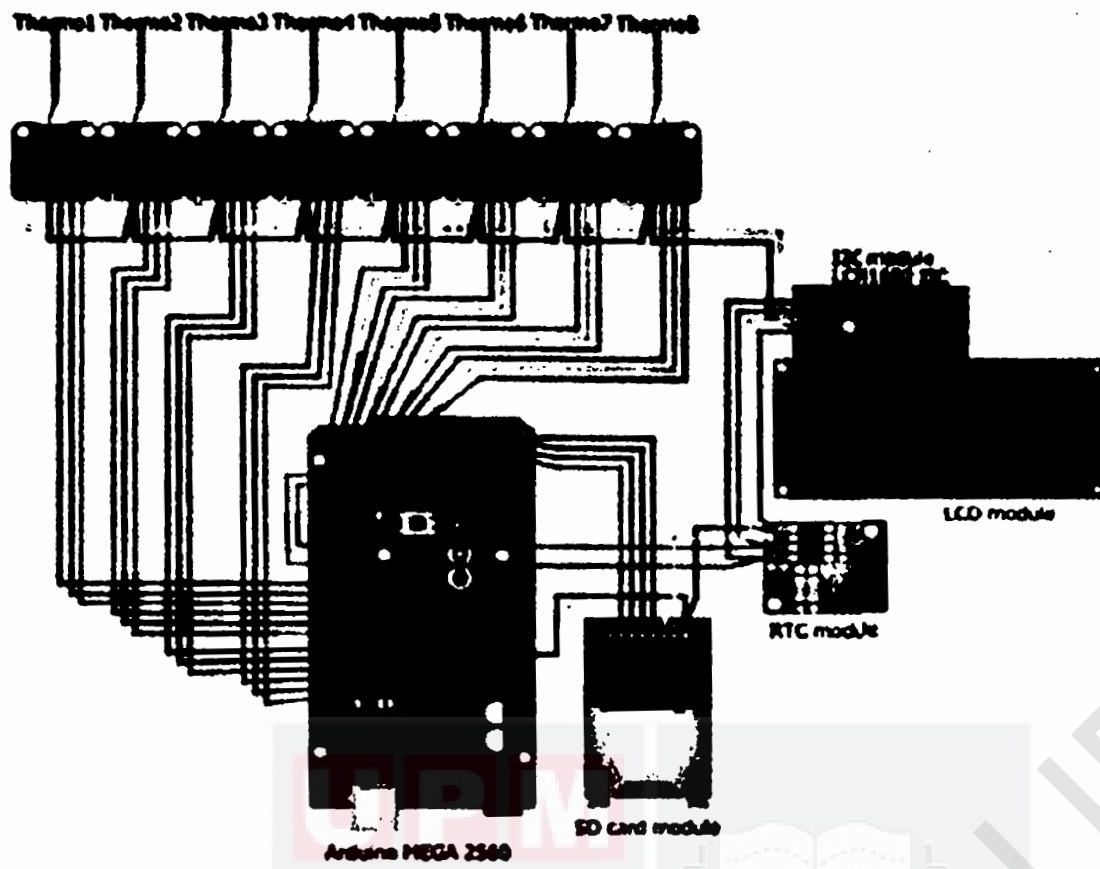 Thermo1 Thermo2 Thermo3 Thermo4 Thermo5 Thermo6 Thermo7 Thermo8
I2C module
LCD module
RTC module
SD card module
Arduino MEGA 2560
UPM